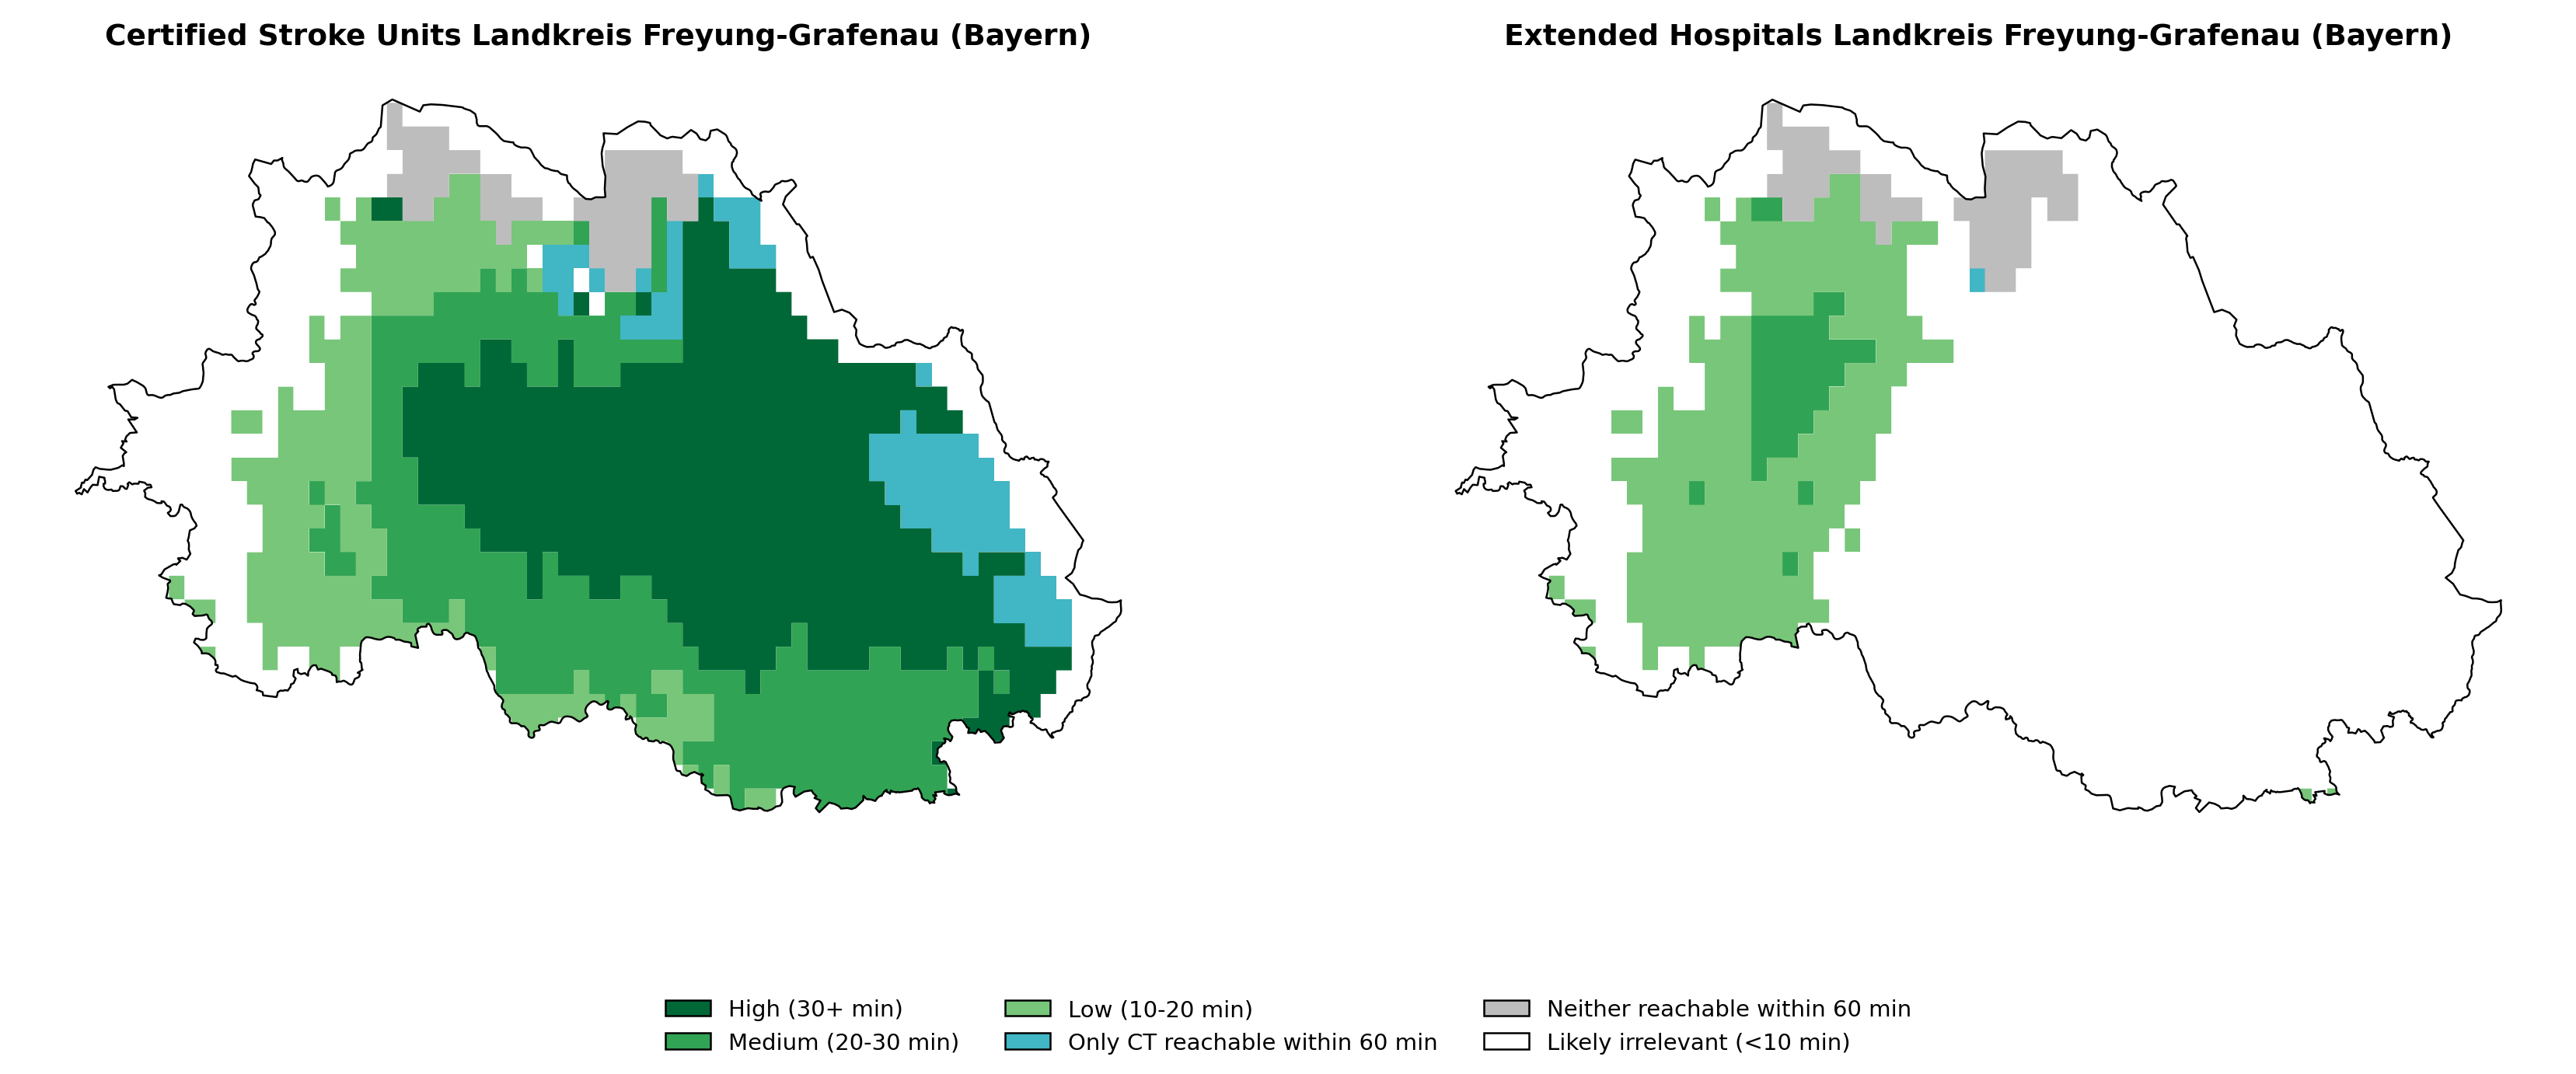 Certified Stroke Units Landkreis Freyung-Grafenau (Bayern)
Extended Hospitals Landkreis Freyung-Grafenau (Bayern)
High (30+ min)
Medium (20-30 min)
Low (10-20 min)
Only CT reachable within 60 min
Neither reachable within 60 min
Likely irrelevant (<10 min)